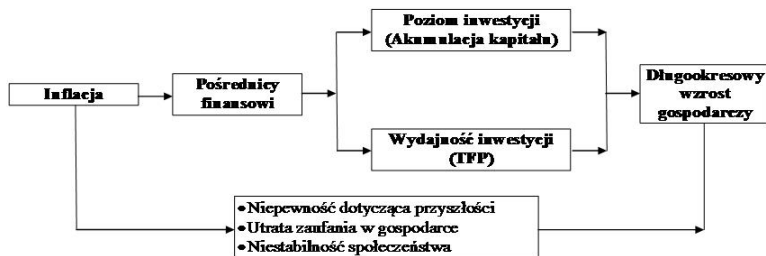 Poziom inwestycji
(Akumulacja kapitału)
Inflacja
Pośrednicy
finansowi
Długookresowy
wzrost
gospodarczy
Wydajność inwestycji
(TFP)
•Niepewność dotycząca przyszłości
•Utrata zaufania w gospodarce
•Niestabilność społeczeństwa